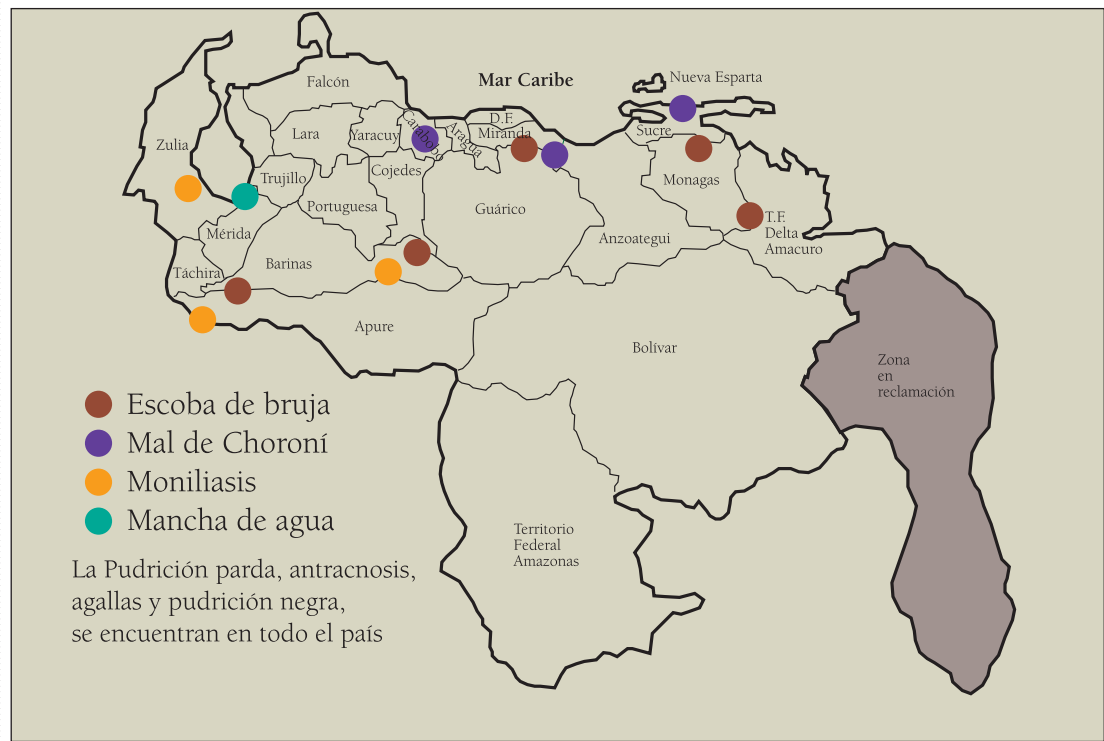 Mar Caribe
Nueva Esparta
Falcón
D.F.
Lara
Yaracuy
Carabobo
Aragua
Miranda
Sucre
Zulia
Trujillo
Cojedes
Monagas
Portuguesa
Guárico
T.F.
Delta
Amacuro
Mérida
Anzoategui
Barinas
Táchira
Apure
Bolívar
Zona
en
reclamación
Territorio
Federal
Amazonas
Escoba de bruja
Mal de Choroní
Moniliasis
Mancha de agua
La Pudrición parda, antracnosis,
agallas y pudrición negra,
se encuentran en todo el país